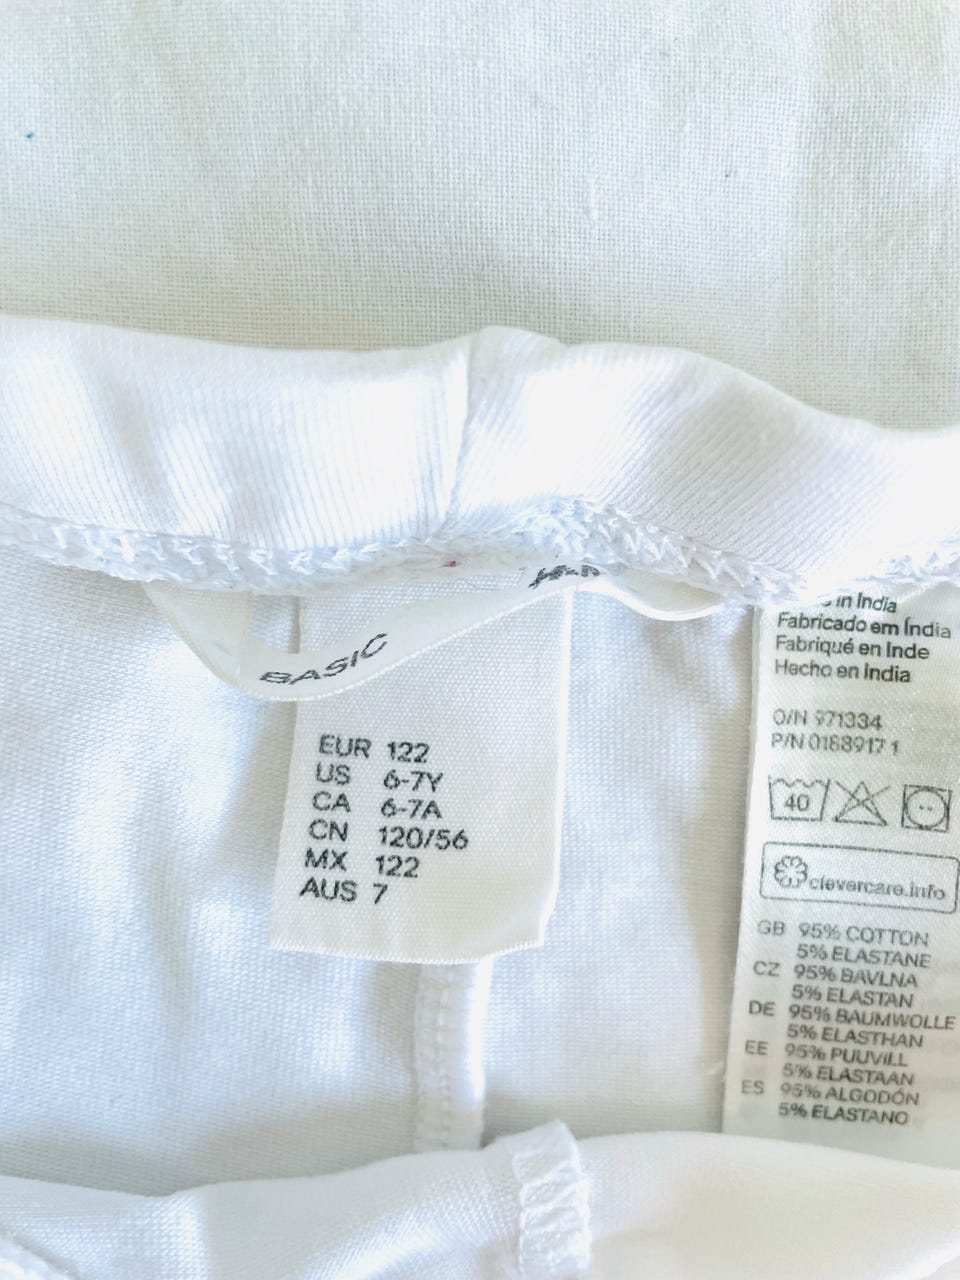 H&M
BASIC
EUR 122
US 6-7Y
CA 6-7A
CN 120/56
MX 122
AUS 7
in India
Fabricado em Índia
Fabriqué en Inde
Hecho en India
O/N 971334
P/N 0188917 1
40
clevercare.info
GB 95% COTTON
5% ELASTANE
CZ 95% BAVLNA
5% ELASTAN
DE 95% BAUMWOLLE
5% ELASTHAN
EE 95% PUUVILL
5% ELASTAAN
ES 95% ALGODÓN
5% ELASTANO